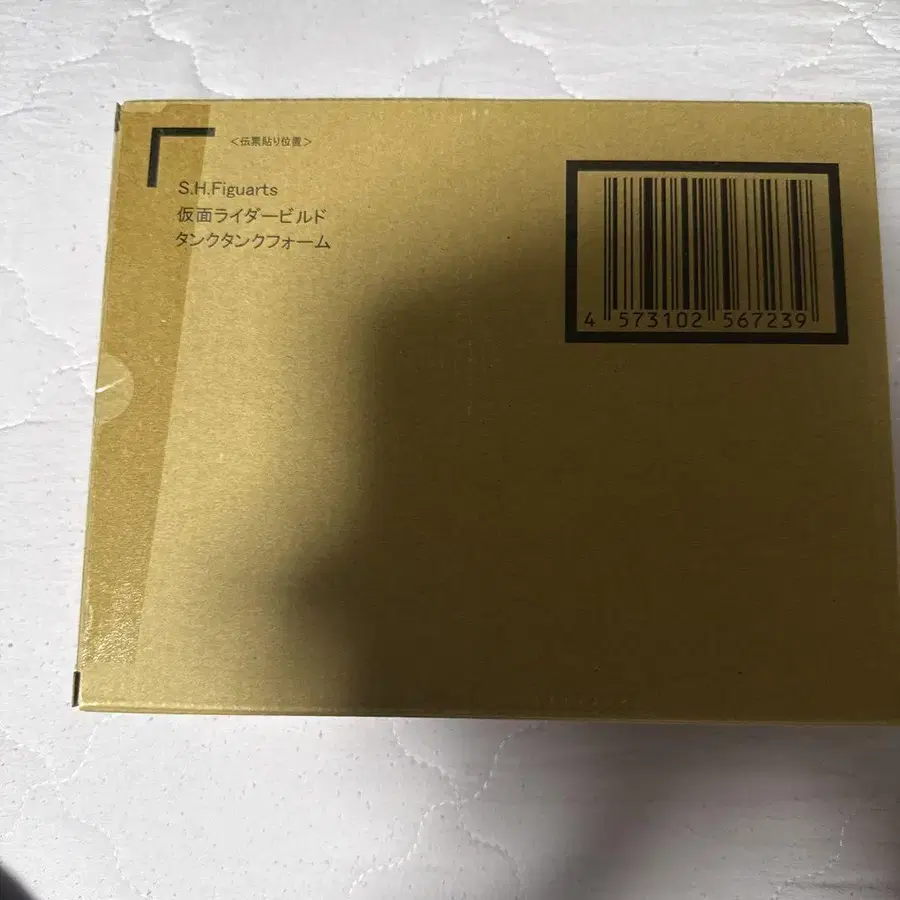 <伝票貼り位置>
S.H.Figuarts
仮面ライダービルド
タンクタンクフォーム
4 573102 567239